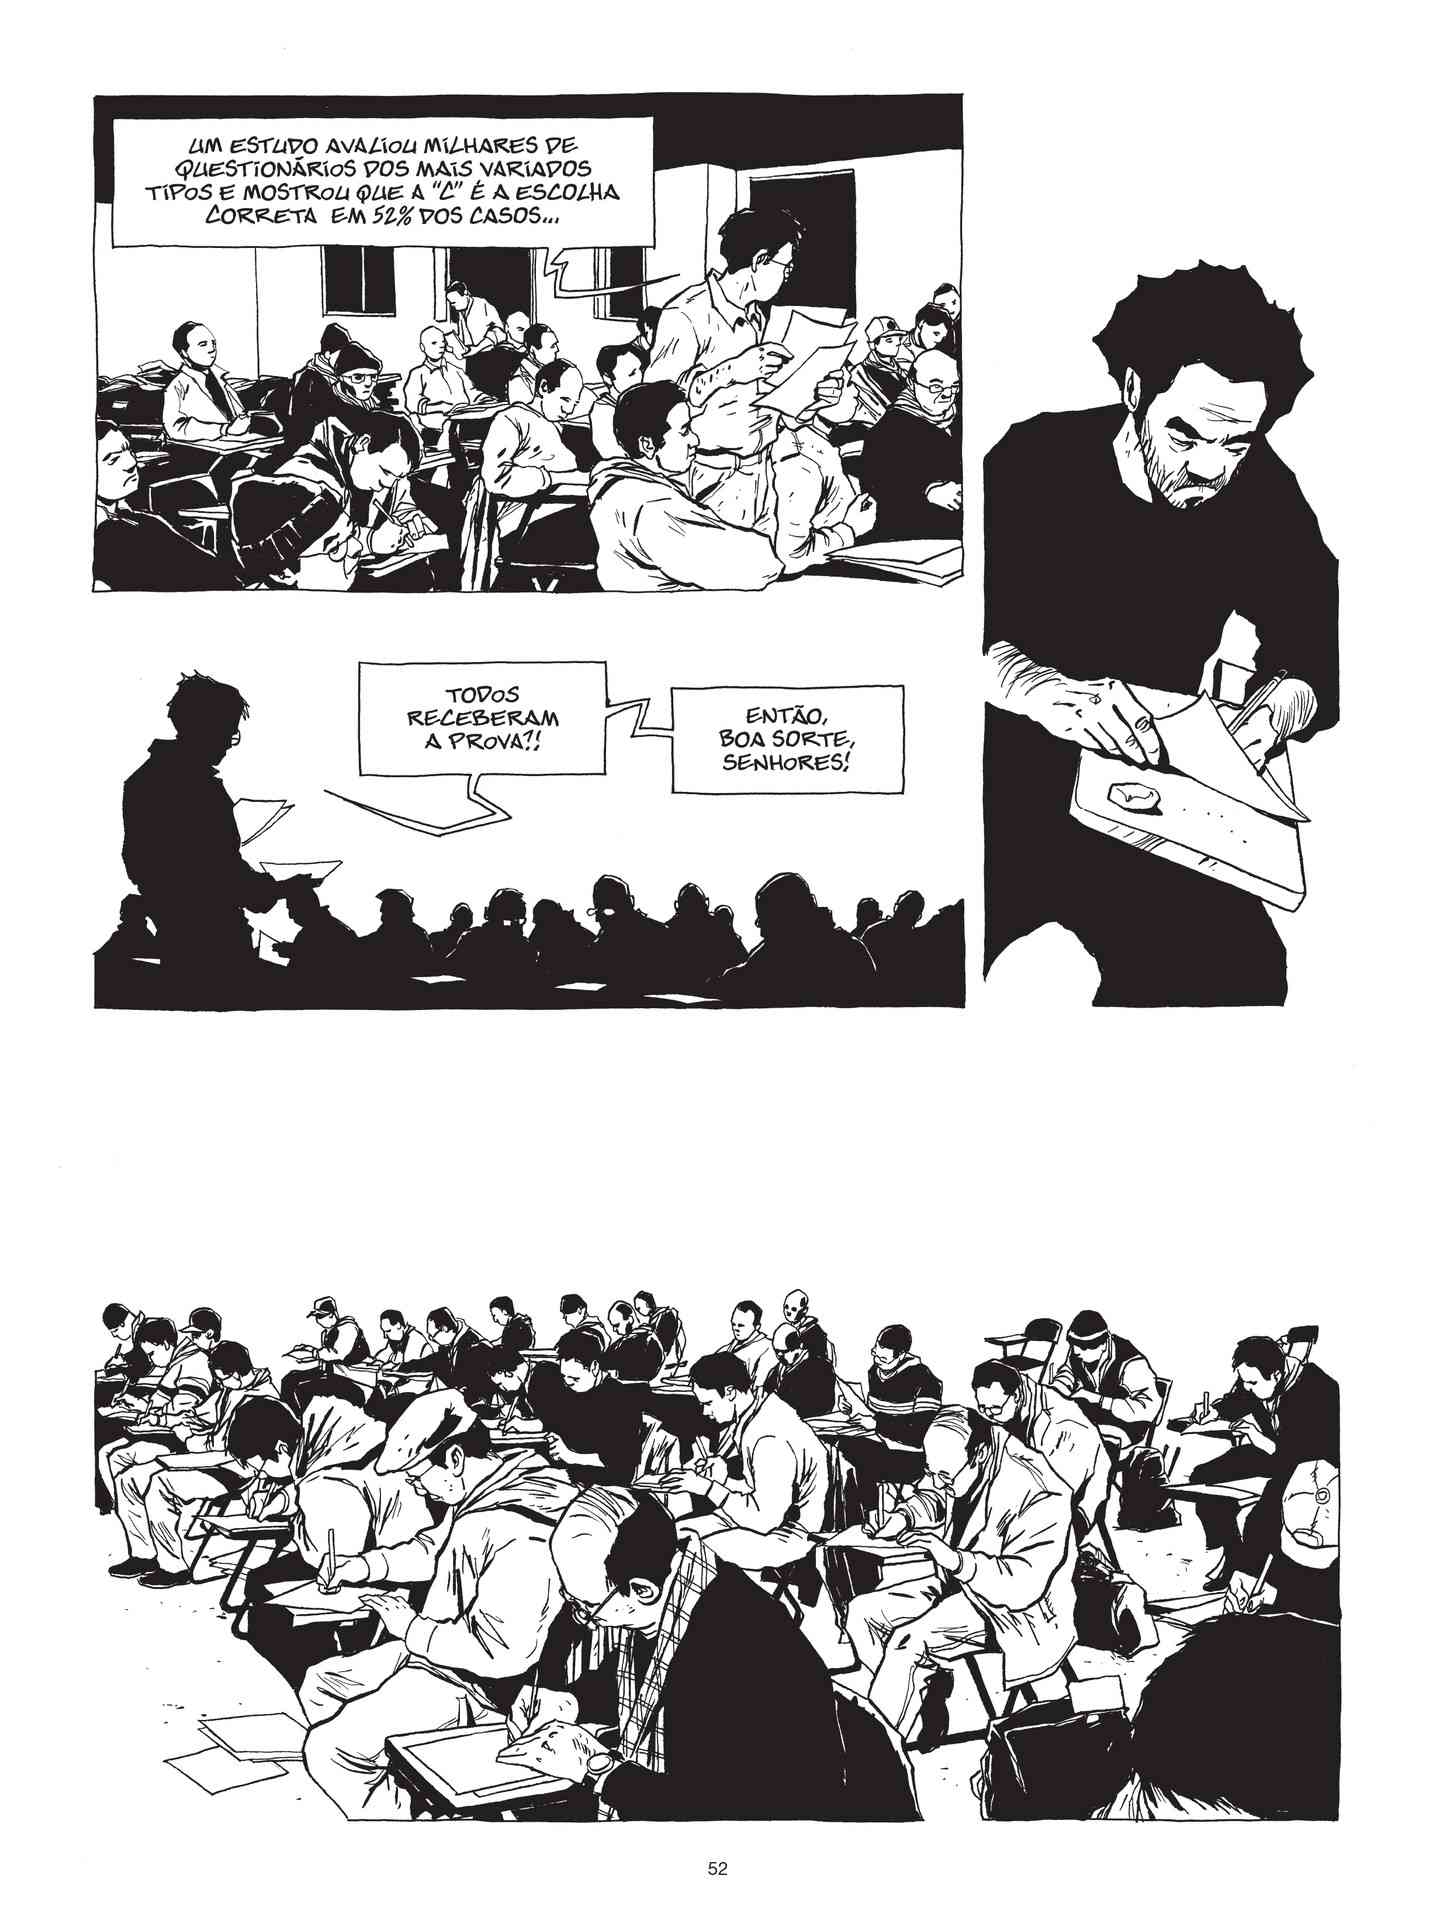 UM ESTUDO AVALIOU MILHARES DE
QUESTIONÁRIOS DOS MAIS VARIADOS
TIPOS E MOSTROU QUE A "C" É A ESCOLHA
CORRETA EM 52% DOS CASOS...
TODOS
RECEBERAM
A PROVA?!
ENTÃO,
BOA SORTE,
SENHORES!
52